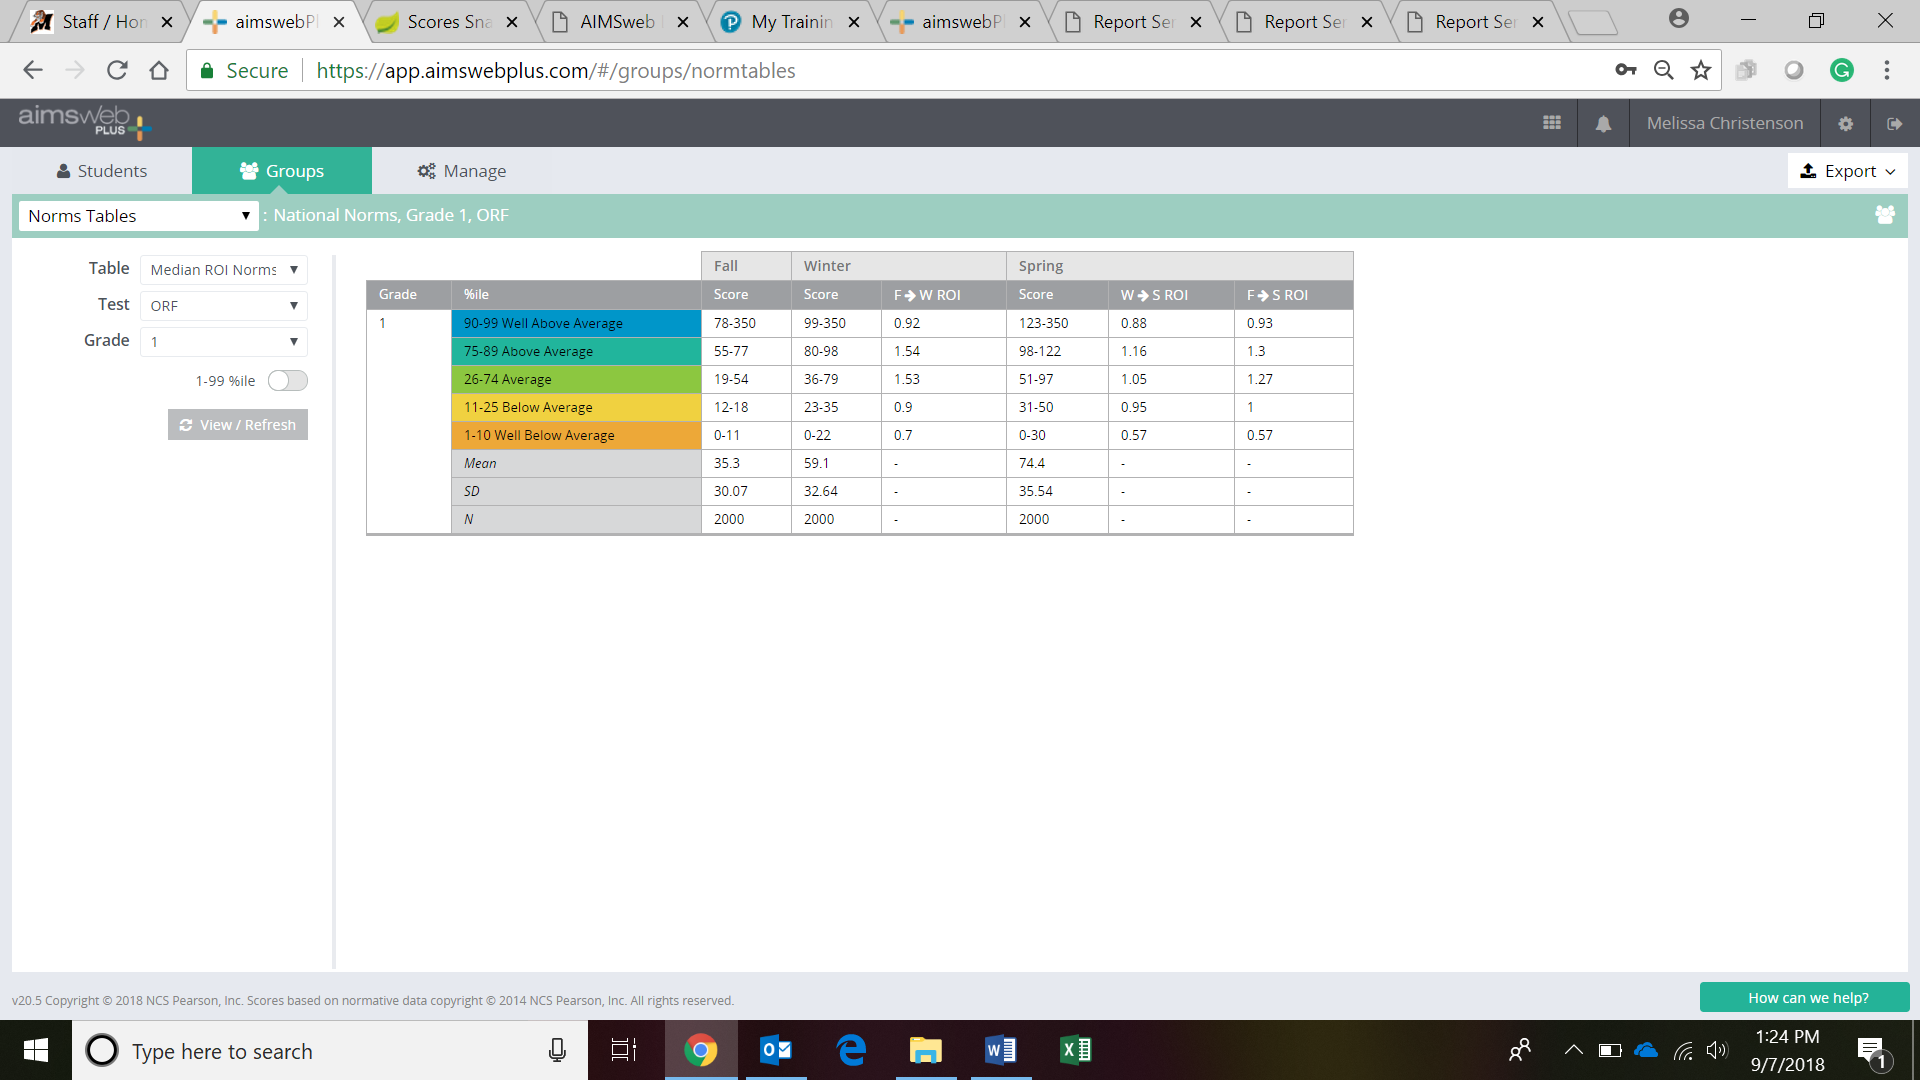 Staff / Hon
aimswebPl
Scores Sna
AIMSweb
My Trainin
aimswebPl
Report Ser
Report Ser
Report Ser
Secure https://app.aimswebplus.com/#/groups/normtables
aimsweb PLUS
Melissa Christenson
Students Groups Manage Export
Norms Tables : National Norms, Grade 1, ORF
Table Median ROI Norms
Test ORF
Grade 1
1-99 %ile
View / Refresh
Fall Winter Spring
Grade %ile Score Score F➔W ROI Score W➔S ROI F➔S ROI
1 90-99 Well Above Average 78-350 99-350 0.92 123-350 0.88 0.93
75-89 Above Average 55-77 80-98 1.54 98-122 1.16 1.3
26-74 Average 19-54 36-79 1.53 51-97 1.05 1.27
11-25 Below Average 12-18 23-35 0.9 31-50 0.95 1
1-10 Well Below Average 0-11 0-22 0.7 0-30 0.57 0.57
Mean 35.3 59.1 - 74.4 - -
SD 30.07 32.64 - 35.54 - -
N 2000 2000 - 2000 - -
v20.5 Copyright © 2018 NCS Pearson, Inc. Scores based on normative data copyright © 2014 NCS Pearson, Inc. All rights reserved.
How can we help?
Type here to search
1:24 PM
9/7/2018
1